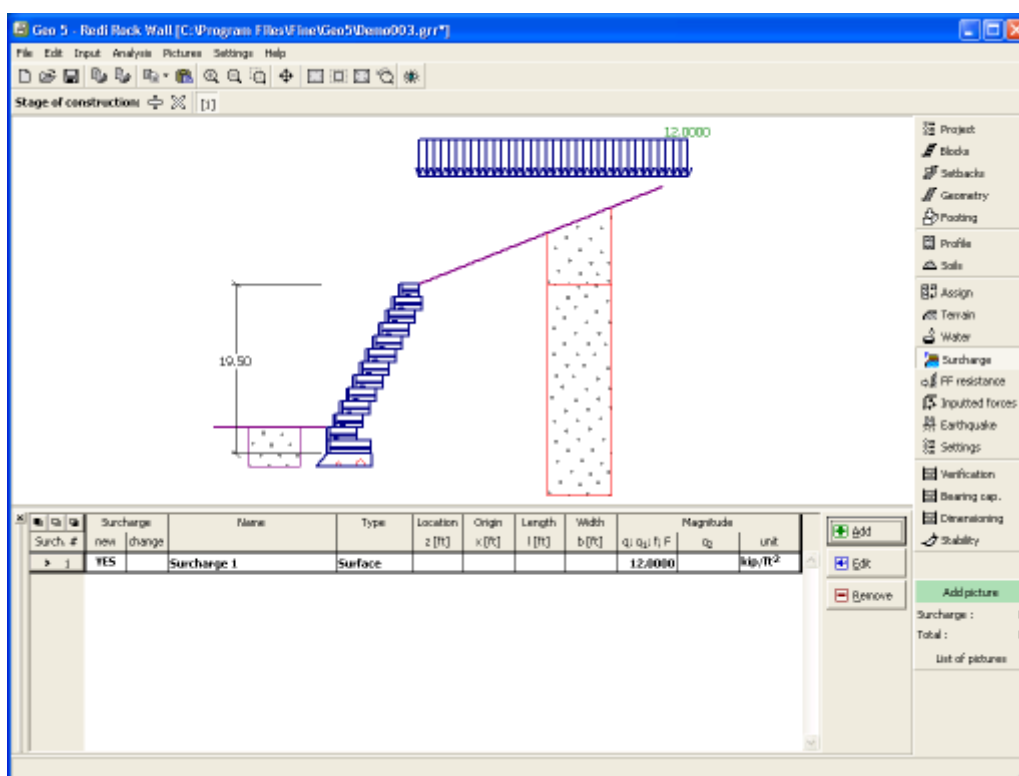 Geo 5 - Redi Rock Wall [C:\Program Files\Fine\Geo5\Demo003.grr*]
File Edit Input Analysis Pictures Settings Help
Stage of construction: [1]
12.0000
19.50
Project
Blocks
Setbacks
Geometry
Footing
Profile
Soils
Assign
Terrain
Water
Surcharge
FF resistance
Inputted forces
Earthquake
Settings
Verification
Bearing cap.
Dimensioning
Stability
Add picture
Surcharge :
Total :
List of pictures
Surcharge Name Type Location Origin Length Width Magnitude
Surch. # new change z [ft] x [ft] l [ft] b [ft] q; q1; f; F q2 unit
> 1 YES Surcharge 1 Surface 12.0000 kip/ft²
Add
Edit
Remove